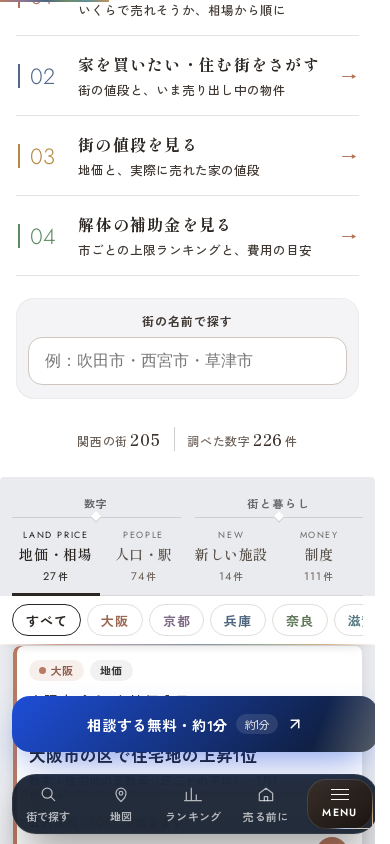 いくらで売れそうか、相場から順に
02
家を買いたい・住む街をさがす
街の値段と、いま売り出し中の物件
→
03
街の値段を見る
地価と、実際に売れた家の値段
→
04
解体の補助金を見る
市ごとの上限ランキングと、費用の目安
→
街の名前で探す
例：吹田市・西宮市・草津市
関西の街 205 調べた数字 226 件
数字 街と暮らし
LAND PRICE PEOPLE NEW MONEY
地価・相場 人口・駅 新しい施設 制度
27件 74件 14件 111件
すべて 大阪 京都 兵庫 奈良 滋
大阪 地価
相談する無料・約1分 約1分
大阪市の区で住宅地の上昇1位
街で探す 地図 ランキング 売る前に MENU